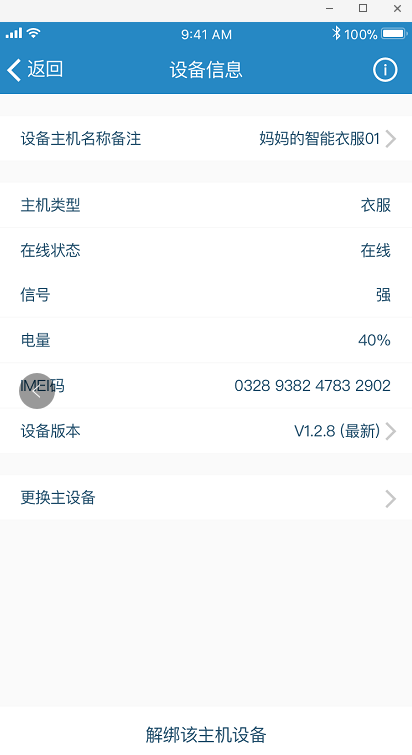 9:41 AM 100%
返回 设备信息
设备主机名称备注 妈妈的智能衣服01
主机类型 衣服
在线状态 在线
信号 强
电量 40%
IMEI码 0328 9382 4783 2902
设备版本 V1.2.8 (最新)
更换主设备
解绑该主机设备